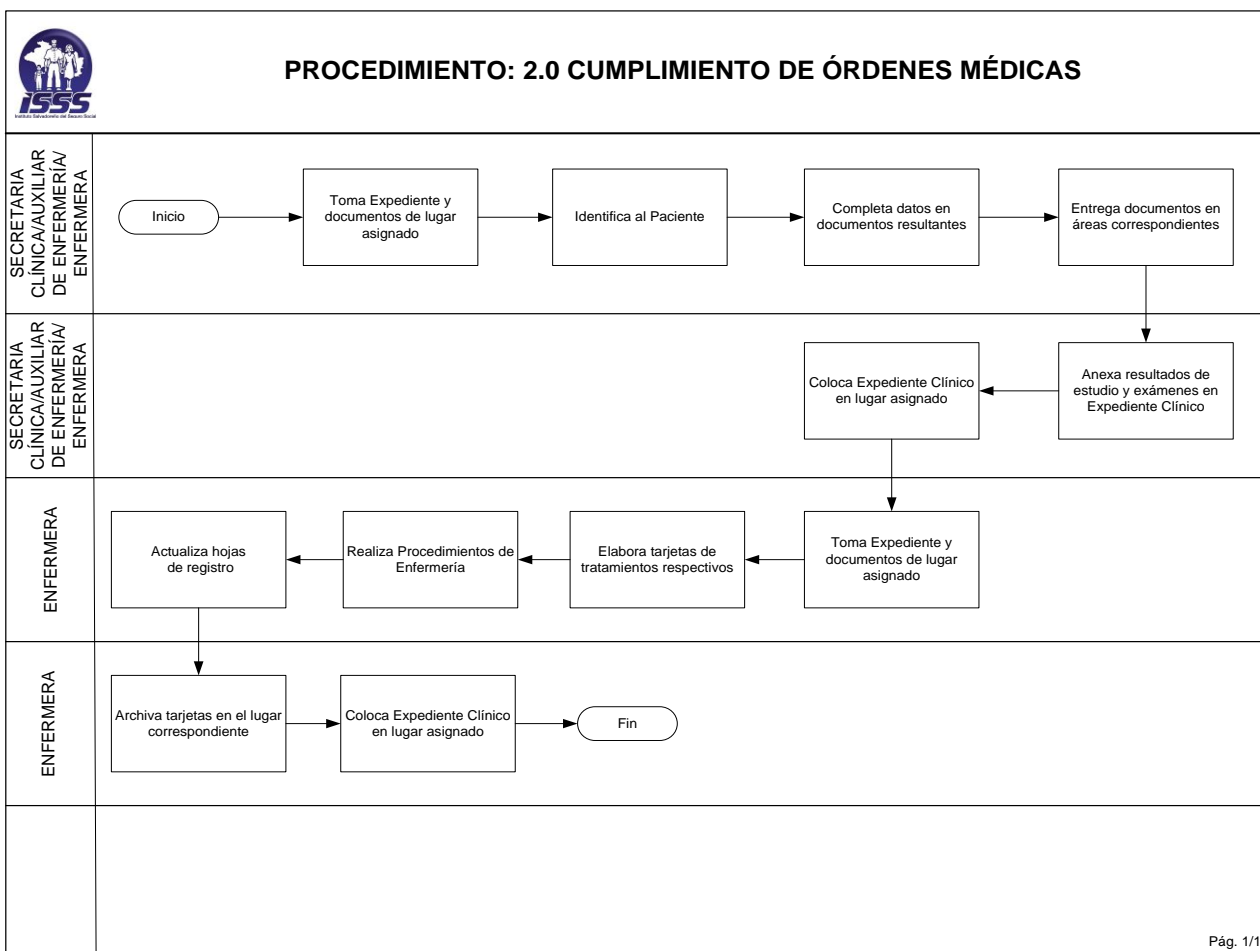 ISSS
Instituto Salvadoreño del Seguro Social
PROCEDIMIENTO: 2.0 CUMPLIMIENTO DE ÓRDENES MÉDICAS
SECRETARIA
CLÍNICA/AUXILIAR
DE ENFERMERÍA/
ENFERMERA
Inicio
Toma Expediente y
documentos de lugar
asignado
Identifica al Paciente
Completa datos en
documentos resultantes
Entrega documentos en
áreas correspondientes
SECRETARIA
CLÍNICA/AUXILIAR
DE ENFERMERÍA/
ENFERMERA
Anexa resultados de
estudio y exámenes en
Expediente Clínico
Coloca Expediente Clínico
en lugar asignado
ENFERMERA
Toma Expediente y
documentos de lugar
asignado
Elabora tarjetas de
tratamientos respectivos
Realiza Procedimientos de
Enfermería
Actualiza hojas
de registro
ENFERMERA
Archiva tarjetas en el lugar
correspondiente
Coloca Expediente Clínico
en lugar asignado
Fin
Pág. 1/1